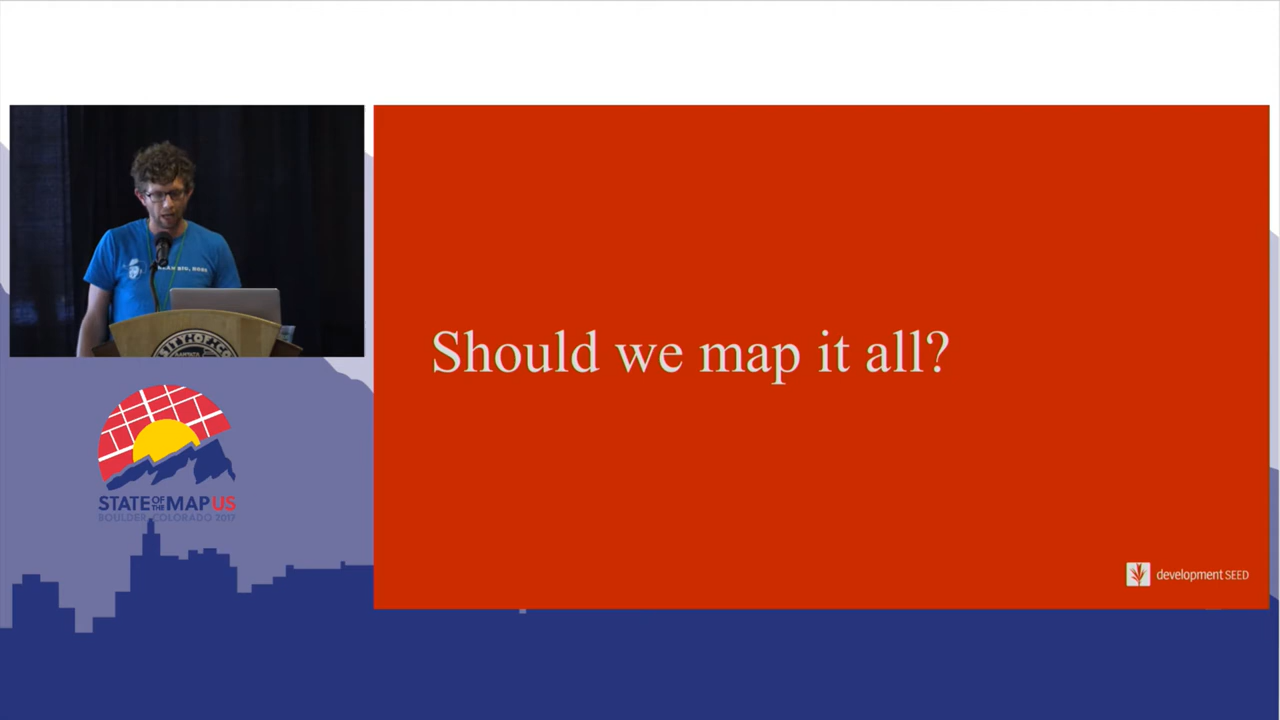 Should we map it all?
STATE OF THE MAP US
BOULDER, COLORADO 2017
development SEED